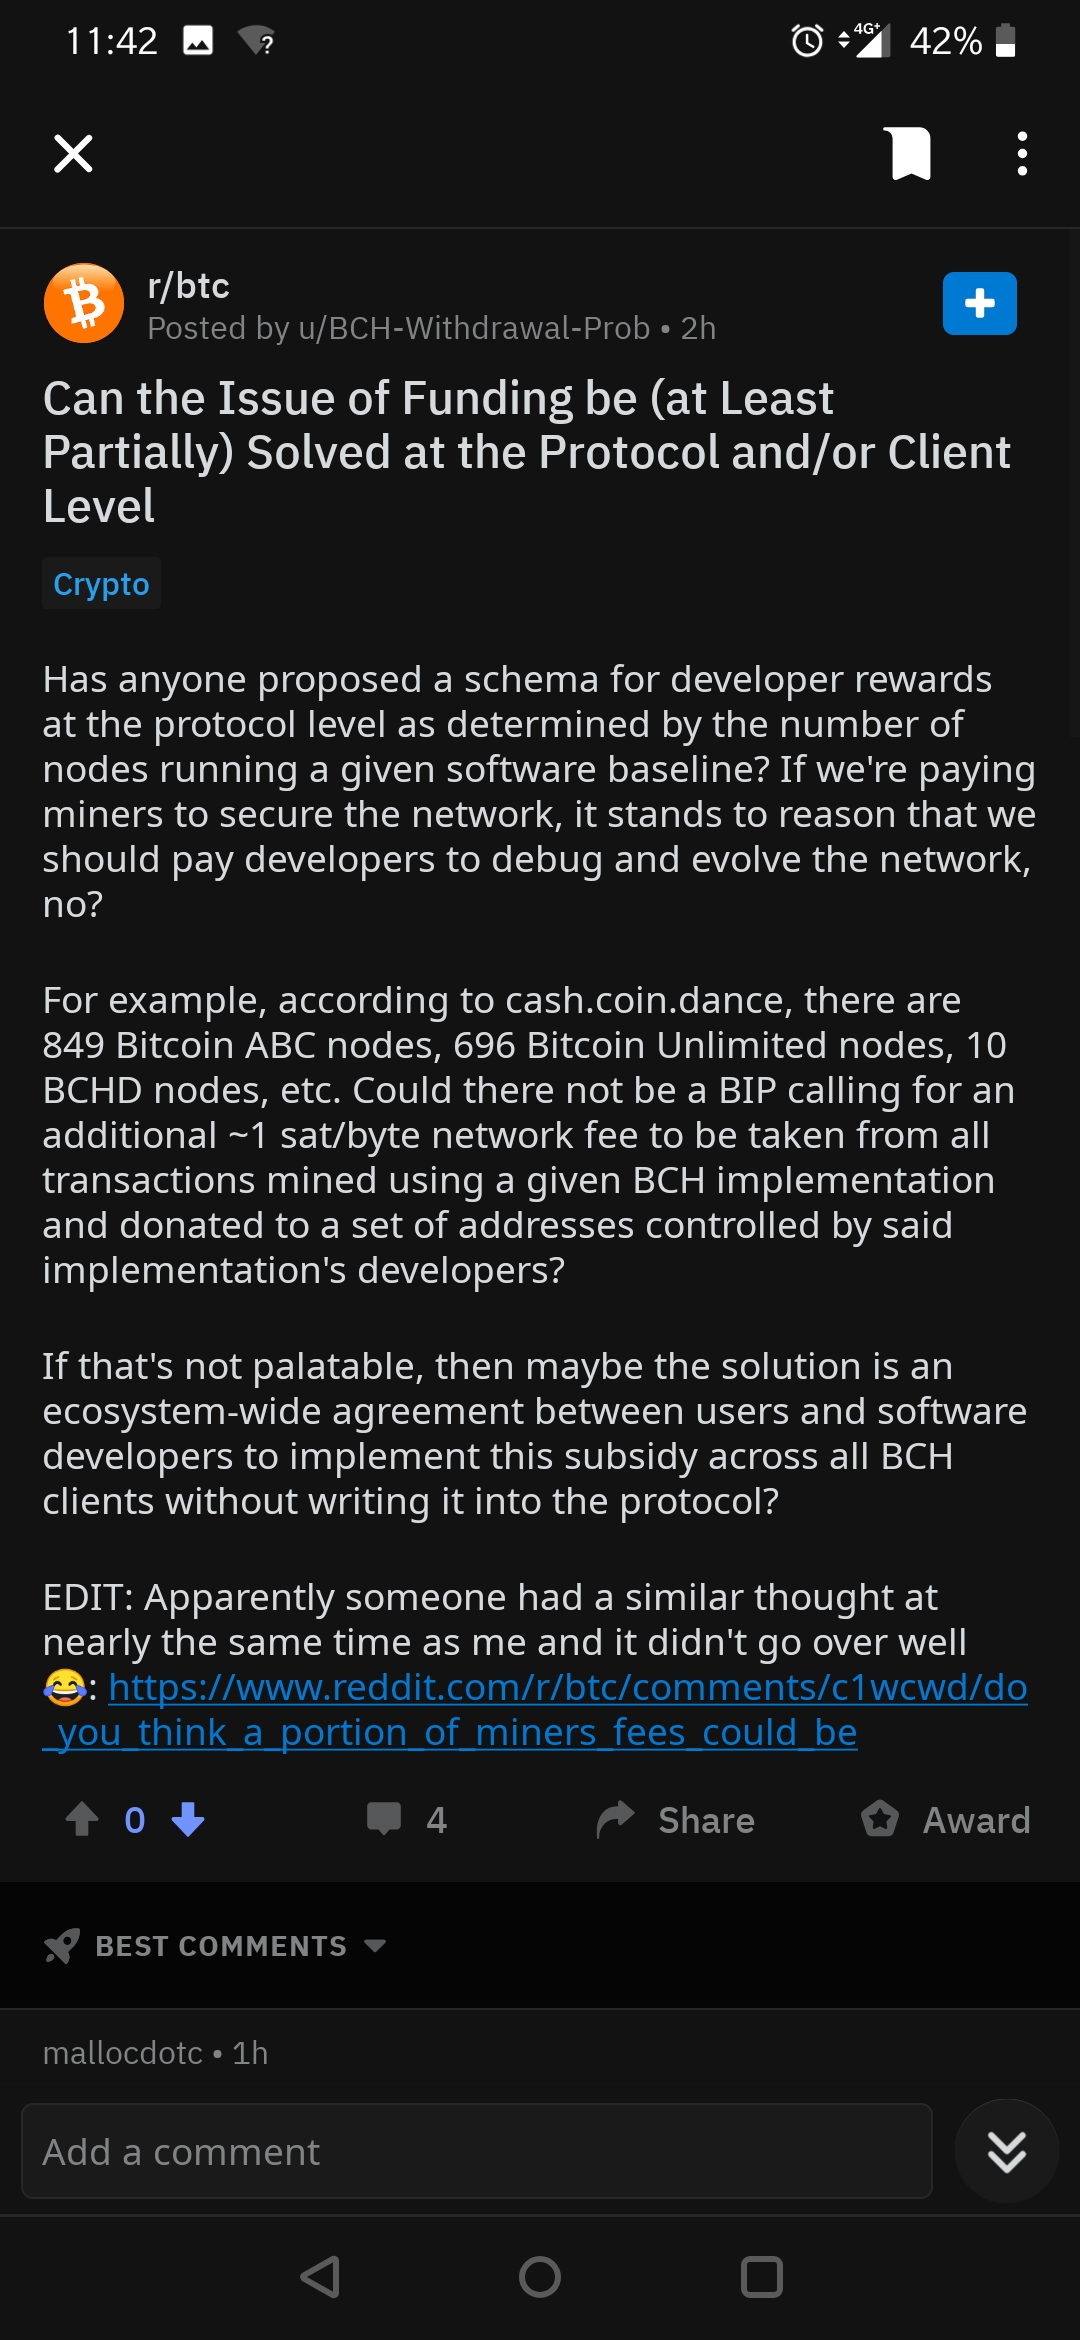 11:42
4G+ 42%
r/btc
Posted by u/BCH-Withdrawal-Prob • 2h
Can the Issue of Funding be (at Least
Partially) Solved at the Protocol and/or Client
Level
Crypto
Has anyone proposed a schema for developer rewards
at the protocol level as determined by the number of
nodes running a given software baseline? If we're paying
miners to secure the network, it stands to reason that we
should pay developers to debug and evolve the network,
no?
For example, according to cash.coin.dance, there are
849 Bitcoin ABC nodes, 696 Bitcoin Unlimited nodes, 10
BCHD nodes, etc. Could there not be a BIP calling for an
additional ~1 sat/byte network fee to be taken from all
transactions mined using a given BCH implementation
and donated to a set of addresses controlled by said
implementation's developers?
If that's not palatable, then maybe the solution is an
ecosystem-wide agreement between users and software
developers to implement this subsidy across all BCH
clients without writing it into the protocol?
EDIT: Apparently someone had a similar thought at
nearly the same time as me and it didn't go over well
😂: https://www.reddit.com/r/btc/comments/c1wcwd/do
_you_think_a_portion_of_miners_fees_could_be
0 4 Share Award
BEST COMMENTS
mallocdotc • 1h
Add a comment